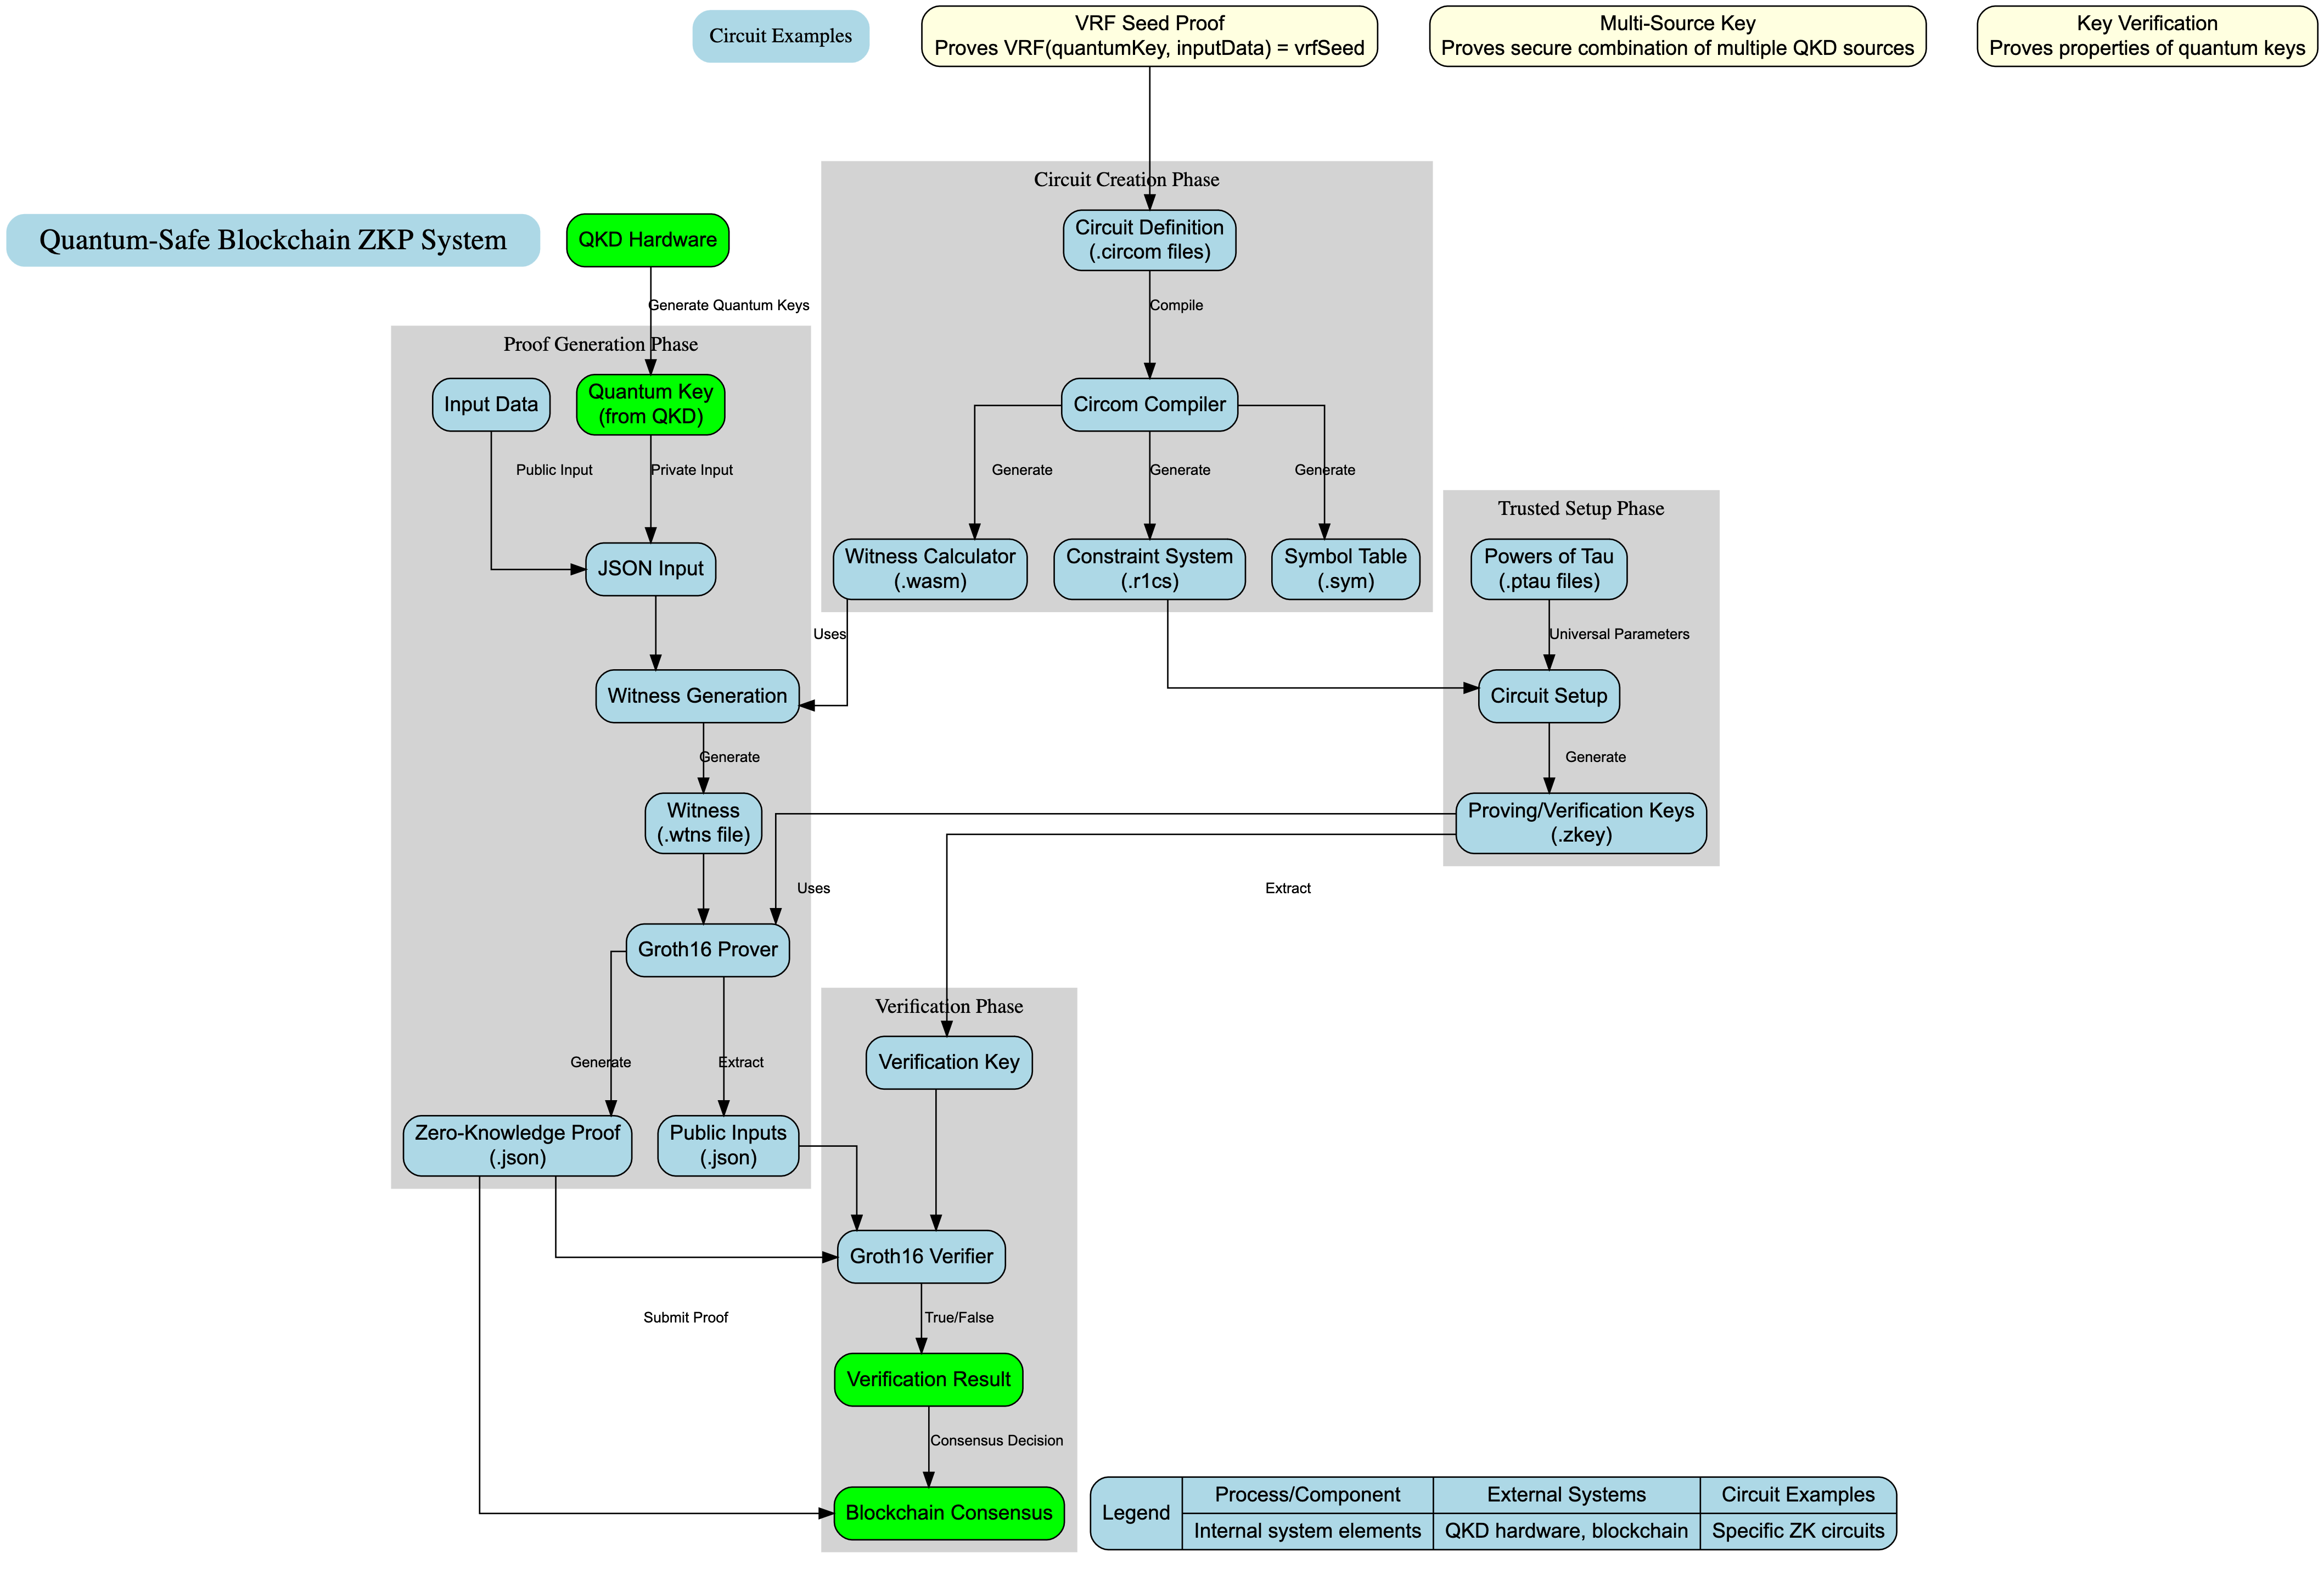 Circuit Examples
VRF Seed Proof
Proves VRF(quantumKey, inputData) = vrfSeed
Multi-Source Key
Proves secure combination of multiple QKD sources
Key Verification
Proves properties of quantum keys
Quantum-Safe Blockchain ZKP System
QKD Hardware
Generate Quantum Keys
Circuit Creation Phase
Circuit Definition
(.circom files)
Compile
Circom Compiler
Generate
Generate
Generate
Witness Calculator
(.wasm)
Constraint System
(.r1cs)
Symbol Table
(.sym)
Proof Generation Phase
Input Data
Quantum Key
(from QKD)
Public Input
Private Input
JSON Input
Uses
Witness Generation
Generate
Witness
(.wtns file)
Trusted Setup Phase
Powers of Tau
(.ptau files)
Universal Parameters
Circuit Setup
Generate
Proving/Verification Keys
(.zkey)
Uses
Extract
Groth16 Prover
Generate
Extract
Zero-Knowledge Proof
(.json)
Public Inputs
(.json)
Verification Phase
Verification Key
Groth16 Verifier
Submit Proof
True/False
Verification Result
Consensus Decision
Blockchain Consensus
Legend
Process/Component
Internal system elements
External Systems
QKD hardware, blockchain
Circuit Examples
Specific ZK circuits